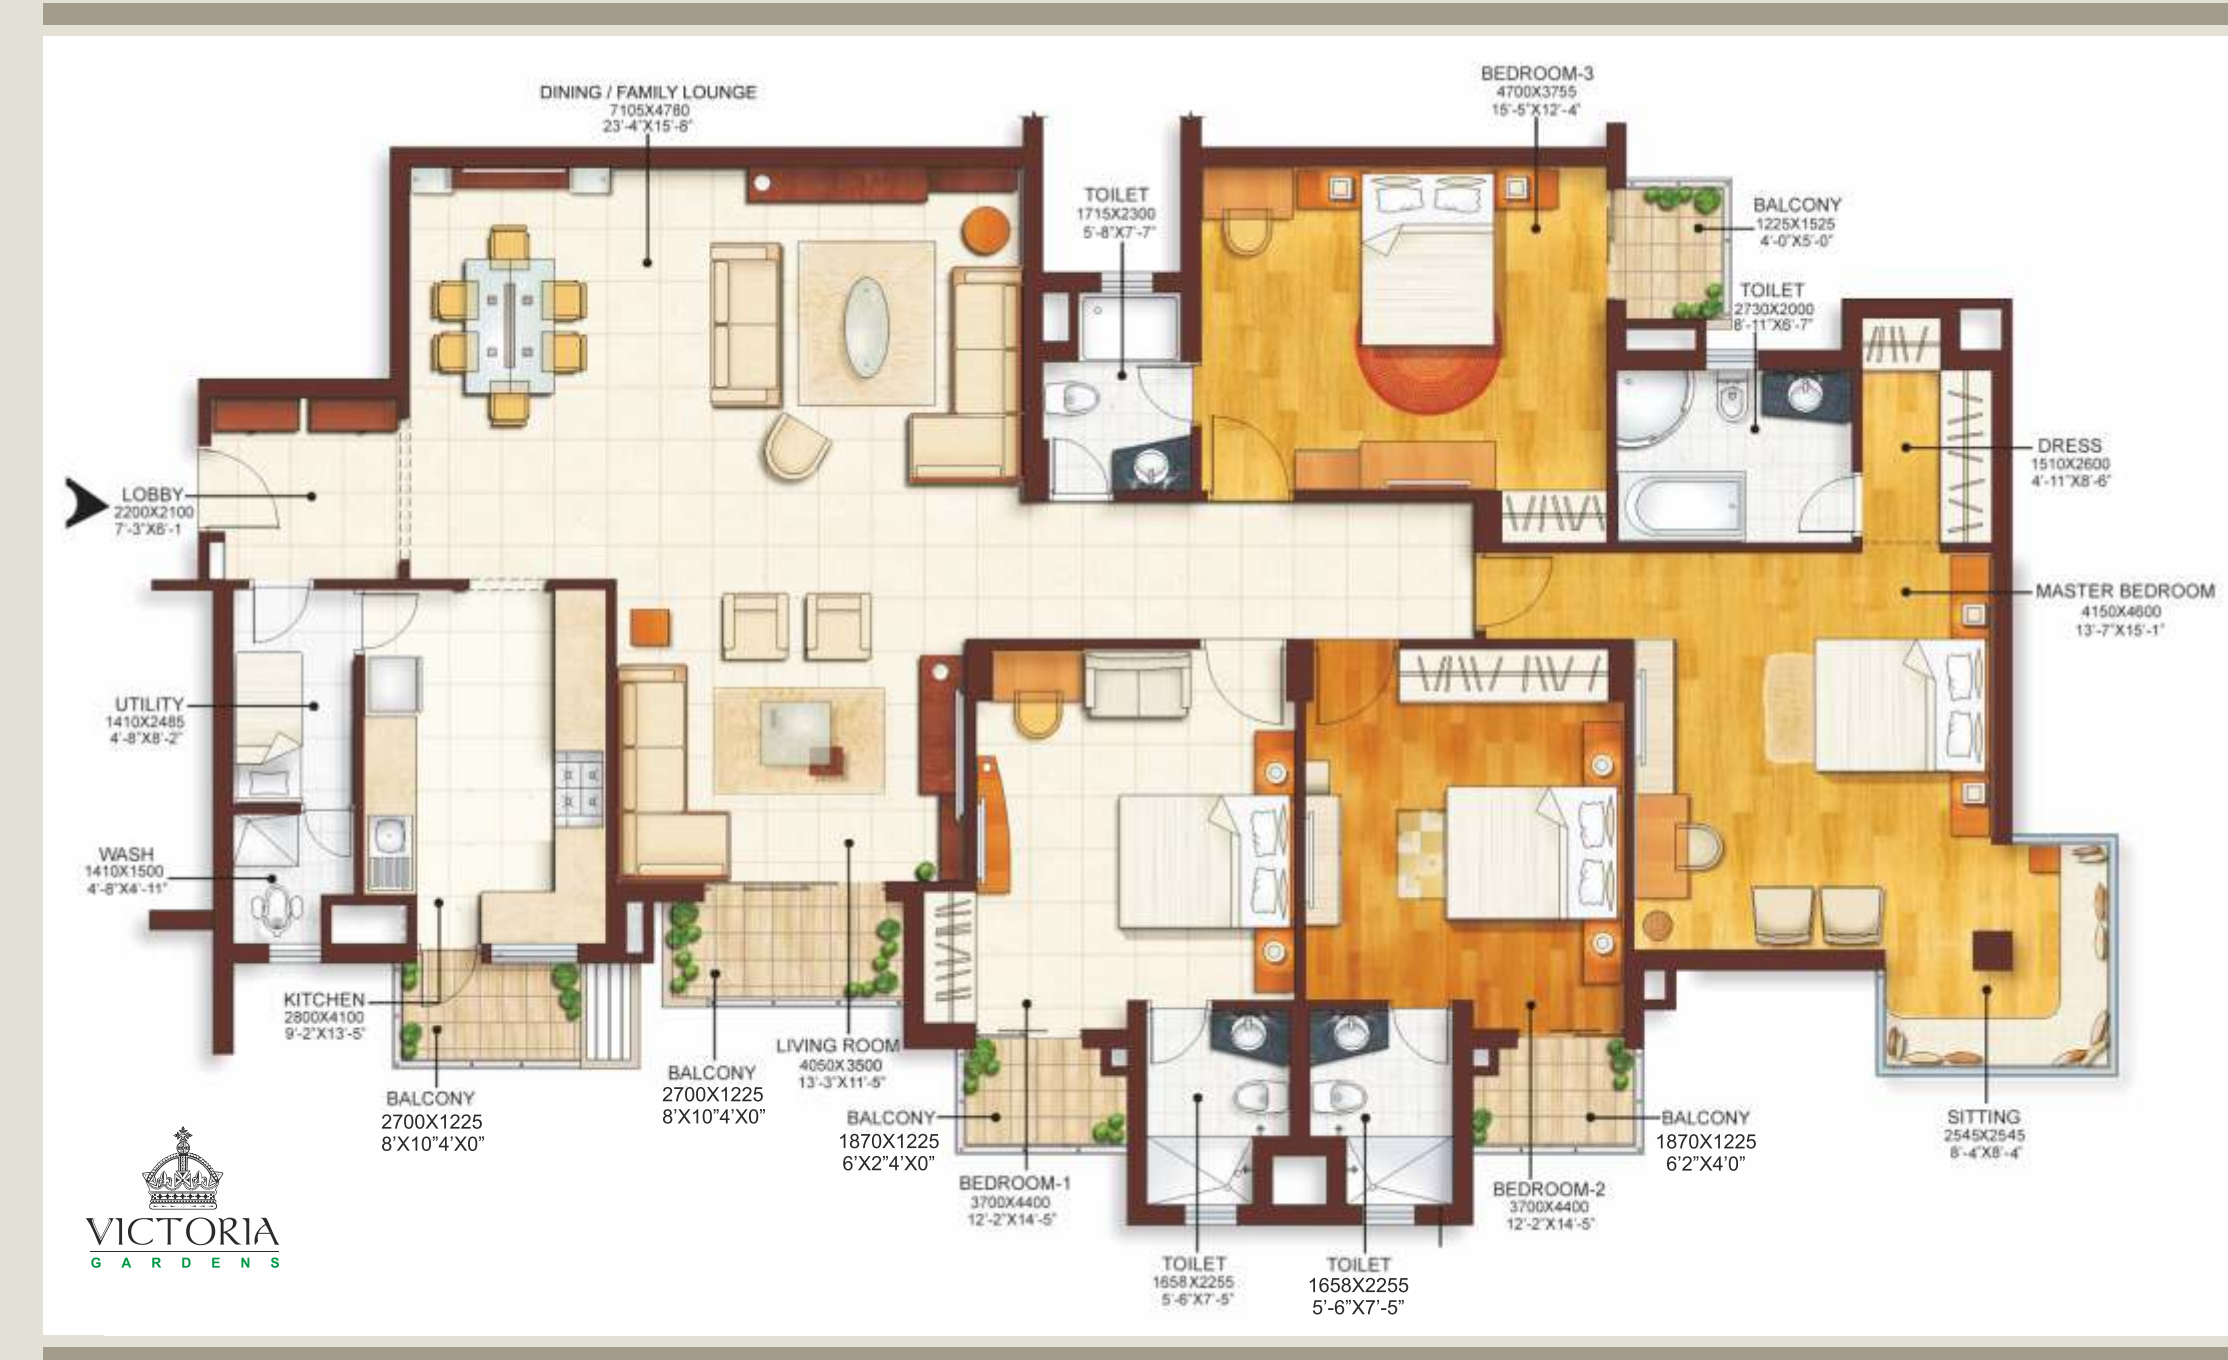 DINING / FAMILY LOUNGE
7105X4780
23'-4"X15'-8"
BEDROOM-3
4700X3755
15'-5"X12'-4"
TOILET
1715X2300
5'-8"X7'-7"
BALCONY
1225X1525
4'-0"X5'-0"
TOILET
2730X2000
8'-11"X6'-7"
DRESS
1510X2600
4'-11"X8'-6"
LOBBY
2200X2100
7'-3"X6'-1
MASTER BEDROOM
4150X4600
13'-7"X15'-1"
UTILITY
1410X2485
4'-8"X8'-2"
WASH
1410X1500
4'-8"X4'-11"
KITCHEN
2800X4100
9'-2"X13'-5"
BALCONY
2700X1225
8'X10"4'X0"
BALCONY
2700X1225
8'X10"4'X0"
LIVING ROOM
4050X3500
13'-3"X11'-5"
BALCONY
1870X1225
6'X2"4'X0"
BEDROOM-1
3700X4400
12'-2"X14'-5"
TOILET
1658X2255
5'-6"X7'-5"
TOILET
1658X2255
5'-6"X7'-5"
BEDROOM-2
3700X4400
12'-2"X14'-5"
BALCONY
1870X1225
6'2"X4'0"
SITTING
2545X2545
8'-4"X8'-4"
VICTORIA
GARDENS